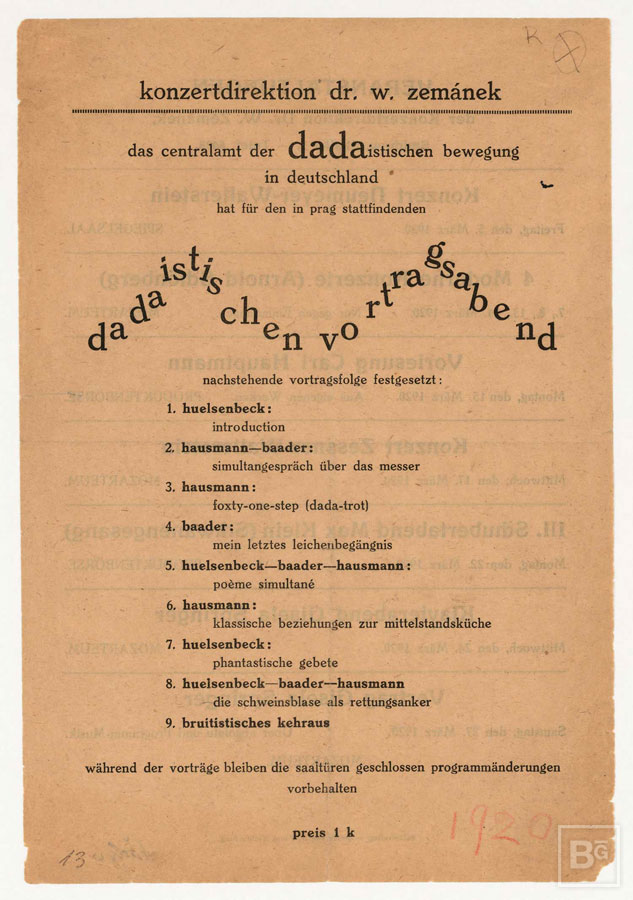 konzertdirektion dr. w. zemánek
das centralamt der dadaistischen bewegung
in deutschland
hat für den in prag stattfindenden
dadaistischen vortragsabend
nachstehende vortragsfolge festgesetzt:
1. huelsenbeck:
introduction
2. hausmann—baader:
simultangespräch über das messer
3. hausmann:
foxty-one-step (dada-trot)
4. baader:
mein letztes leichenbegängnis
5. huelsenbeck—baader—hausmann:
poème simultané
6. hausmann:
klassische beziehungen zur mittelstandsküche
7. huelsenbeck:
phantastische gebete
8. huelsenbeck—baader—hausmann
die schweinsblase als rettungsanker
9. bruitistisches kehraus
während der vorträge bleiben die saaltüren geschlossen programmänderungen
vorbehalten
preis 1 k
1920
13
BG